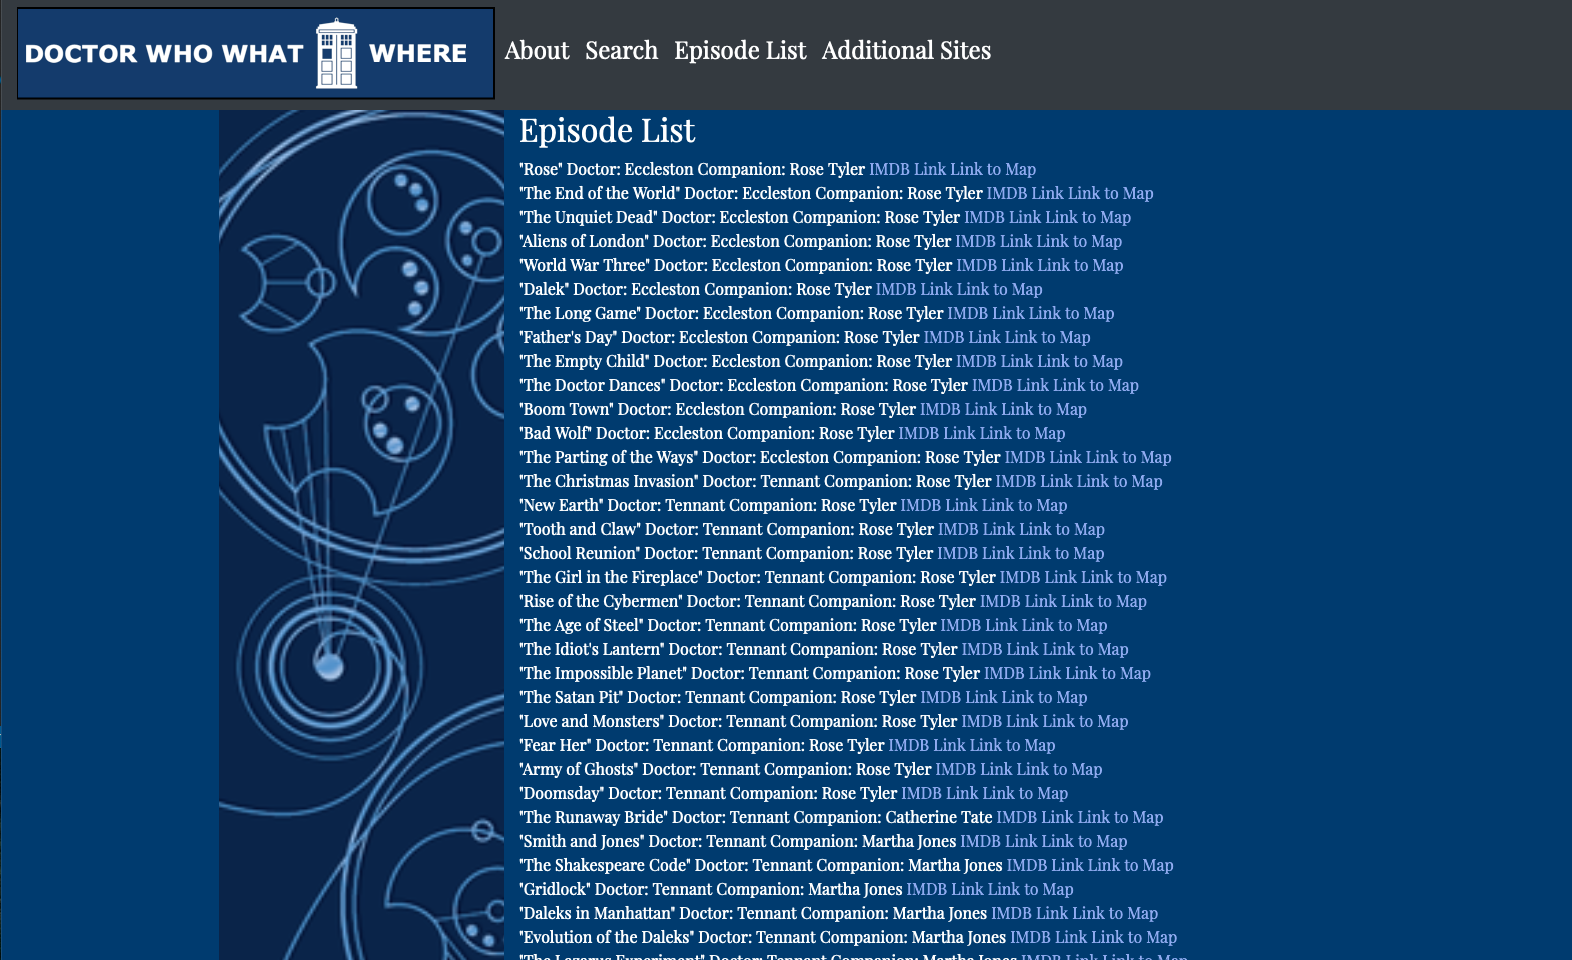 DOCTOR WHO WHAT WHERE About Search Episode List Additional Sites
Episode List
"Rose" Doctor: Eccleston Companion: Rose Tyler IMDB Link Link to Map
"The End of the World" Doctor: Eccleston Companion: Rose Tyler IMDB Link Link to Map
"The Unquiet Dead" Doctor: Eccleston Companion: Rose Tyler IMDB Link Link to Map
"Aliens of London" Doctor: Eccleston Companion: Rose Tyler IMDB Link Link to Map
"World War Three" Doctor: Eccleston Companion: Rose Tyler IMDB Link Link to Map
"Dalek" Doctor: Eccleston Companion: Rose Tyler IMDB Link Link to Map
"The Long Game" Doctor: Eccleston Companion: Rose Tyler IMDB Link Link to Map
"Father's Day" Doctor: Eccleston Companion: Rose Tyler IMDB Link Link to Map
"The Empty Child" Doctor: Eccleston Companion: Rose Tyler IMDB Link Link to Map
"The Doctor Dances" Doctor: Eccleston Companion: Rose Tyler IMDB Link Link to Map
"Boom Town" Doctor: Eccleston Companion: Rose Tyler IMDB Link Link to Map
"Bad Wolf" Doctor: Eccleston Companion: Rose Tyler IMDB Link Link to Map
"The Parting of the Ways" Doctor: Eccleston Companion: Rose Tyler IMDB Link Link to Map
"The Christmas Invasion" Doctor: Tennant Companion: Rose Tyler IMDB Link Link to Map
"New Earth" Doctor: Tennant Companion: Rose Tyler IMDB Link Link to Map
"Tooth and Claw" Doctor: Tennant Companion: Rose Tyler IMDB Link Link to Map
"School Reunion" Doctor: Tennant Companion: Rose Tyler IMDB Link Link to Map
"The Girl in the Fireplace" Doctor: Tennant Companion: Rose Tyler IMDB Link Link to Map
"Rise of the Cybermen" Doctor: Tennant Companion: Rose Tyler IMDB Link Link to Map
"The Age of Steel" Doctor: Tennant Companion: Rose Tyler IMDB Link Link to Map
"The Idiot's Lantern" Doctor: Tennant Companion: Rose Tyler IMDB Link Link to Map
"The Impossible Planet" Doctor: Tennant Companion: Rose Tyler IMDB Link Link to Map
"The Satan Pit" Doctor: Tennant Companion: Rose Tyler IMDB Link Link to Map
"Love and Monsters" Doctor: Tennant Companion: Rose Tyler IMDB Link Link to Map
"Fear Her" Doctor: Tennant Companion: Rose Tyler IMDB Link Link to Map
"Army of Ghosts" Doctor: Tennant Companion: Rose Tyler IMDB Link Link to Map
"Doomsday" Doctor: Tennant Companion: Rose Tyler IMDB Link Link to Map
"The Runaway Bride" Doctor: Tennant Companion: Catherine Tate IMDB Link Link to Map
"Smith and Jones" Doctor: Tennant Companion: Martha Jones IMDB Link Link to Map
"The Shakespeare Code" Doctor: Tennant Companion: Martha Jones IMDB Link Link to Map
"Gridlock" Doctor: Tennant Companion: Martha Jones IMDB Link Link to Map
"Daleks in Manhattan" Doctor: Tennant Companion: Martha Jones IMDB Link Link to Map
"Evolution of the Daleks" Doctor: Tennant Companion: Martha Jones IMDB Link Link to Map
"The Lazarus Experiment" Doctor: Tennant Companion: Martha Jones IMDB Link Link to Map